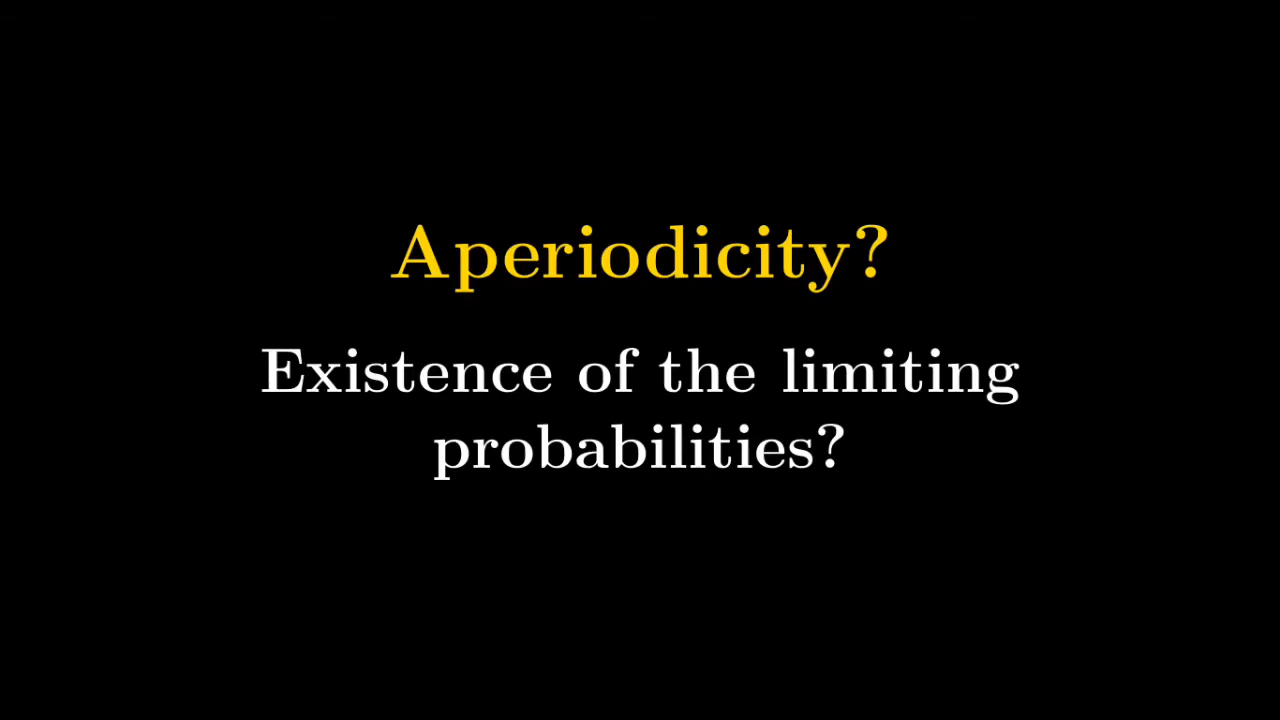 Aperiodicity?
Existence of the limiting
probabilities?